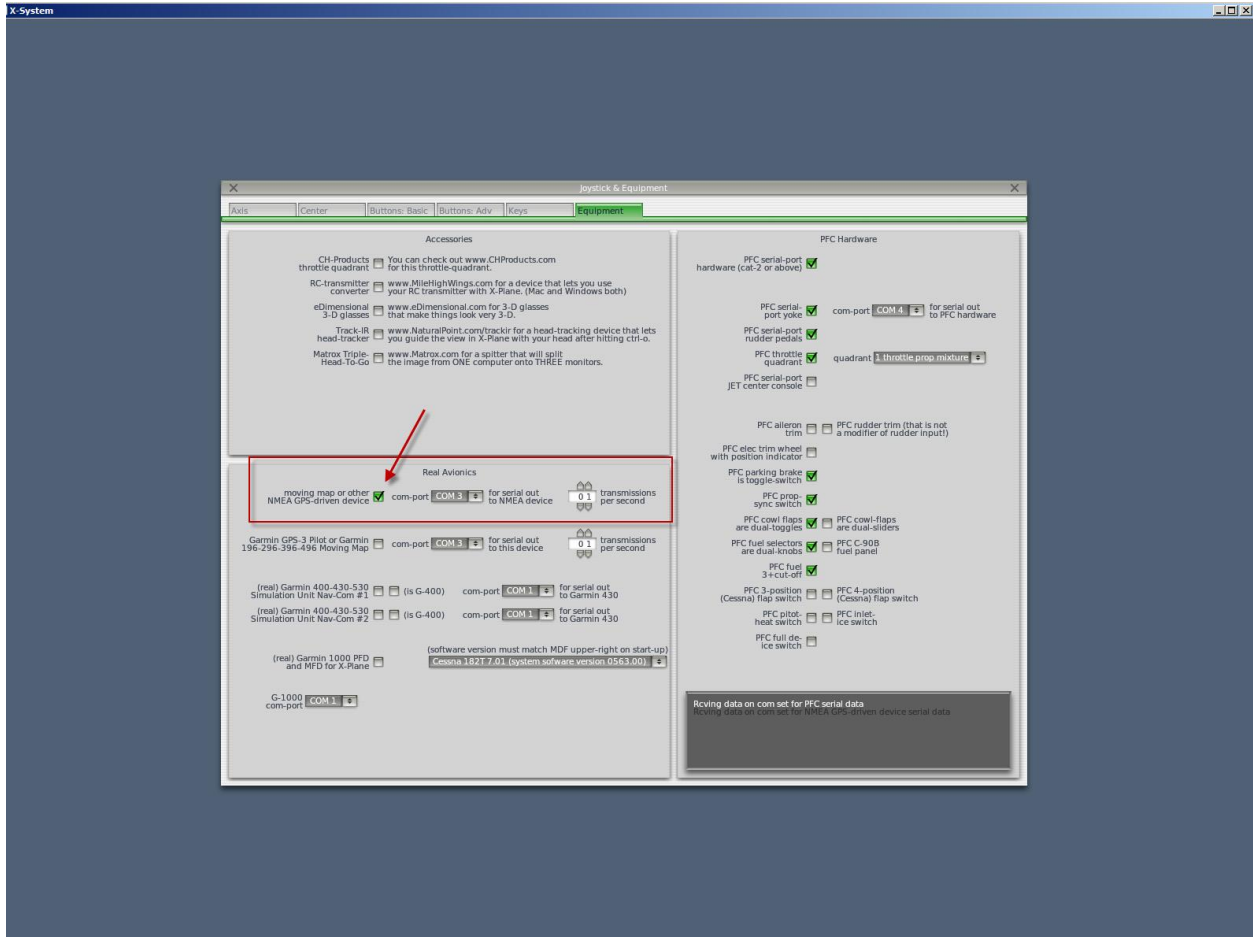 X-System
Joystick & Equipment
Axis
Center
Buttons: Basic
Buttons: Adv
Keys
Equipment
Accessories
CH-Products
throttle quadrant
You can check out www.CHProducts.com
for this throttle-quadrant.
RC-transmitter
converter
www.MileHighWings.com for a device that lets you use
your RC transmitter with X-Plane. (Mac and Windows both)
eDimensional
3-D glasses
www.eDimensional.com for 3-D glasses
that make things look very 3-D.
Track-IR
head-tracker
www.NaturalPoint.com/trackir for a head-tracking device that lets
you guide the view in X-Plane with your head after hitting ctrl-o.
Matrox Triple-
Head-To-Go
www.Matrox.com for a spitter that will split
the image from ONE computer onto THREE monitors.
Real Avionics
moving map or other
NMEA GPS-driven device
com-port
COM 3
for serial out
to NMEA device
0 1
transmissions
per second
Garmin GPS-3 Pilot or Garmin
196-296-396-496 Moving Map
com-port
COM 3
for serial out
to this device
0 1
transmissions
per second
(real) Garmin 400-430-530
Simulation Unit Nav-Com #1
(is G-400)
com-port
COM 1
for serial out
to Garmin 430
(real) Garmin 400-430-530
Simulation Unit Nav-Com #2
(is G-400)
com-port
COM 1
for serial out
to Garmin 430
(real) Garmin 1000 PFD
and MFD for X-Plane
(software version must match MDF upper-right on start-up)
Cessna 182T 7.01 (system sofware version 0563.00)
G-1000
com-port
COM 1
PFC Hardware
PFC serial-port
hardware (cat-2 or above)
PFC serial-
port yoke
com-port
COM 4
for serial out
to PFC hardware
PFC serial-port
rudder pedals
PFC throttle
quadrant
quadrant
1 throttle prop mixture
PFC serial-port
JET center console
PFC aileron
trim
PFC rudder trim (that is not
a modifier of rudder input!)
PFC elec trim wheel
with position indicator
PFC parking brake
is toggle-switch
PFC prop-
sync switch
PFC cowl flaps
are dual-toggles
PFC cowl-flaps
are dual-sliders
PFC fuel selectors
are dual-knobs
PFC C-90B
fuel panel
PFC fuel
3+cut-off
PFC 3-position
(Cessna) flap switch
PFC 4-position
(Cessna) flap switch
PFC pitot-
heat switch
PFC inlet-
ice switch
PFC full de-
ice switch
Rcving data on com set for PFC serial data
Rcving data on com set for NMEA GPS-driven device serial data